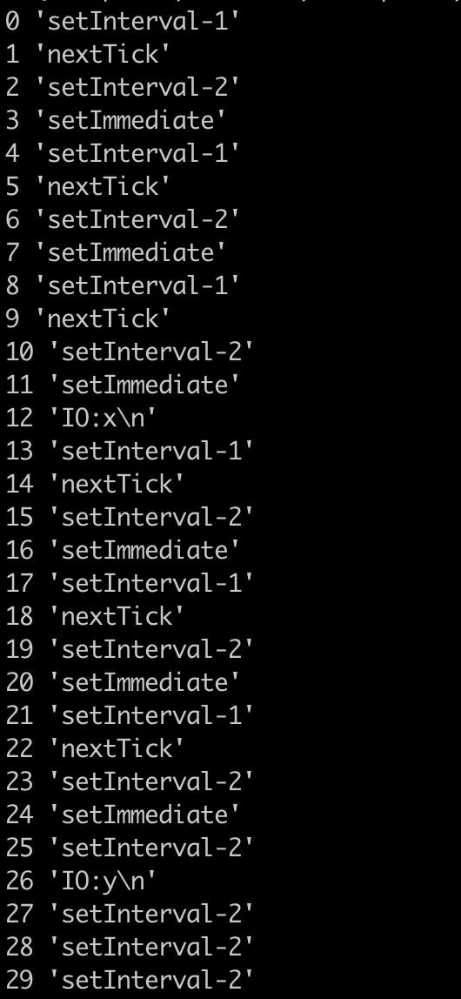 0 'setInterval-1'
1 'nextTick'
2 'setInterval-2'
3 'setImmediate'
4 'setInterval-1'
5 'nextTick'
6 'setInterval-2'
7 'setImmediate'
8 'setInterval-1'
9 'nextTick'
10 'setInterval-2'
11 'setImmediate'
12 'IO:x\n'
13 'setInterval-1'
14 'nextTick'
15 'setInterval-2'
16 'setImmediate'
17 'setInterval-1'
18 'nextTick'
19 'setInterval-2'
20 'setImmediate'
21 'setInterval-1'
22 'nextTick'
23 'setInterval-2'
24 'setImmediate'
25 'setInterval-2'
26 'IO:y\n'
27 'setInterval-2'
28 'setInterval-2'
29 'setInterval-2'